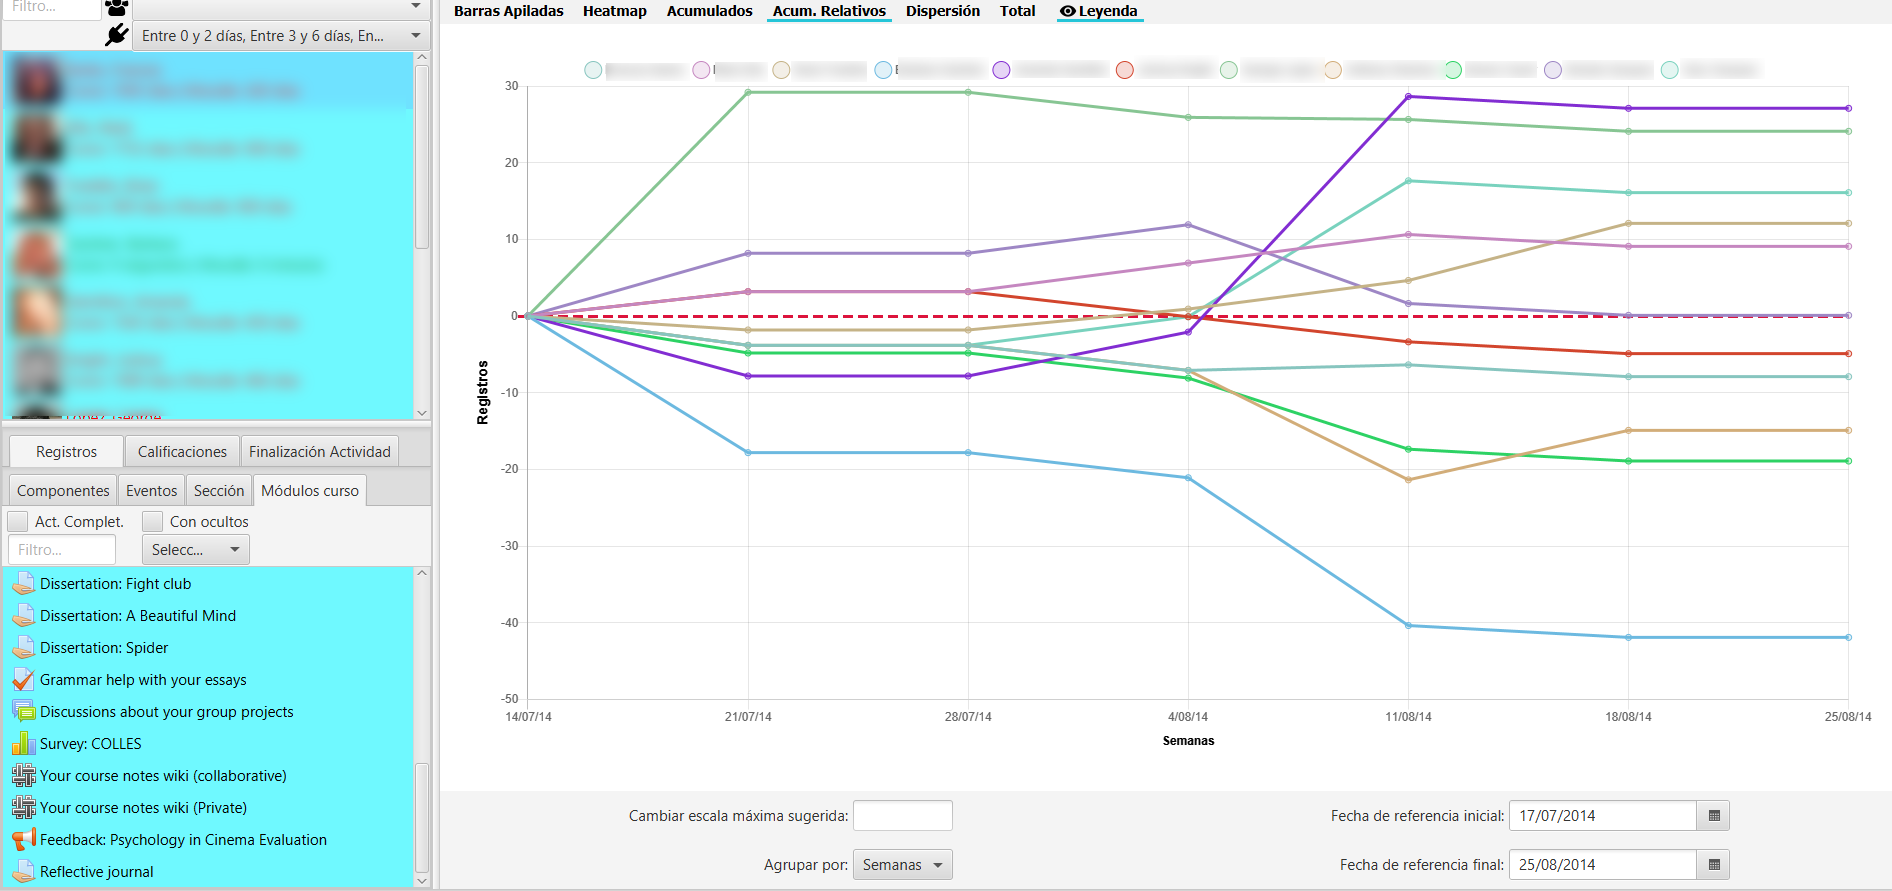 Filtro...
Entre 0 y 2 días, Entre 3 y 6 días, En...
López, George
Registros
Calificaciones
Finalización Actividad
Componentes
Eventos
Sección
Módulos curso
Act. Complet.
Con ocultos
Filtro...
Selecc...
Dissertation: Fight club
Dissertation: A Beautiful Mind
Dissertation: Spider
Grammar help with your essays
Discussions about your group projects
Survey: COLLES
Your course notes wiki (collaborative)
Your course notes wiki (Private)
Feedback: Psychology in Cinema Evaluation
Reflective journal
Barras Apiladas
Heatmap
Acumulados
Acum. Relativos
Dispersión
Total
Leyenda
30
20
10
0
-10
-20
-30
-40
-50
Registros
14/07/14
21/07/14
28/07/14
4/08/14
11/08/14
18/08/14
25/08/14
Semanas
Cambiar escala máxima sugerida:
Fecha de referencia inicial: 17/07/2014
Agrupar por: Semanas
Fecha de referencia final: 25/08/2014